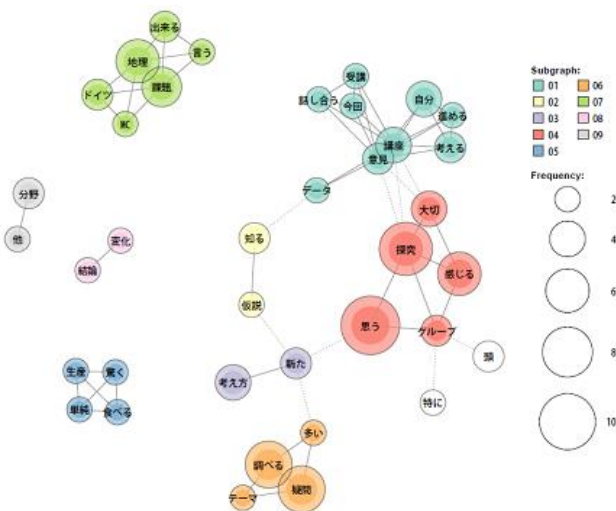 出来る
地理
言う
課題
ドイツ
WC
受講
話し合う
今回
自分
進める
講座
意見
考える
データ
分野
他
変化
結論
知る
仮説
大切
探究
感じる
思う
グループ
頭
特に
新た
考え方
生産
驚く
単純
食べる
多い
調べる
テーマ
疑問
Subgraph:
01
02
03
04
05
06
07
08
09
Frequency:
2
4
6
8
10